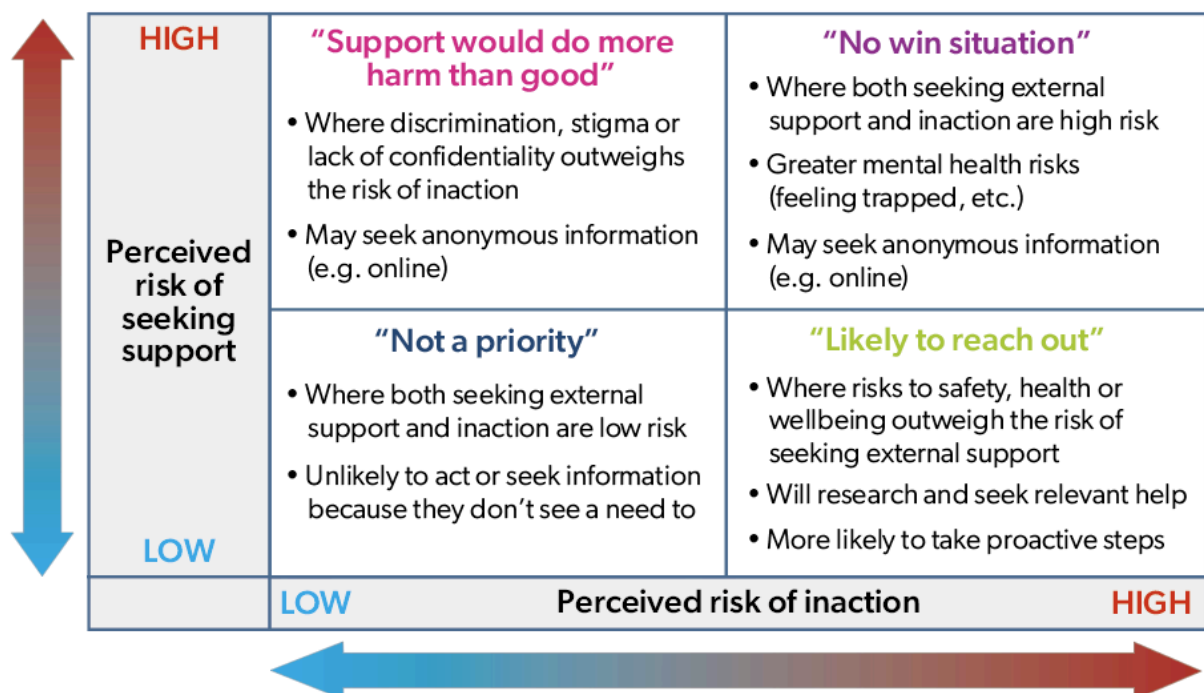 HIGH
Perceived
risk of
seeking
support
LOW
“Support would do more
harm than good”
• Where discrimination, stigma or
lack of confidentiality outweighs
the risk of inaction
• May seek anonymous information
(e.g. online)
“No win situation”
• Where both seeking external
support and inaction are high risk
• Greater mental health risks
(feeling trapped, etc.)
• May seek anonymous information
(e.g. online)
“Not a priority”
• Where both seeking external
support and inaction are low risk
• Unlikely to act or seek information
because they don’t see a need to
“Likely to reach out”
• Where risks to safety, health or
wellbeing outweigh the risk of
seeking external support
• Will research and seek relevant help
• More likely to take proactive steps
LOW
Perceived risk of inaction
HIGH